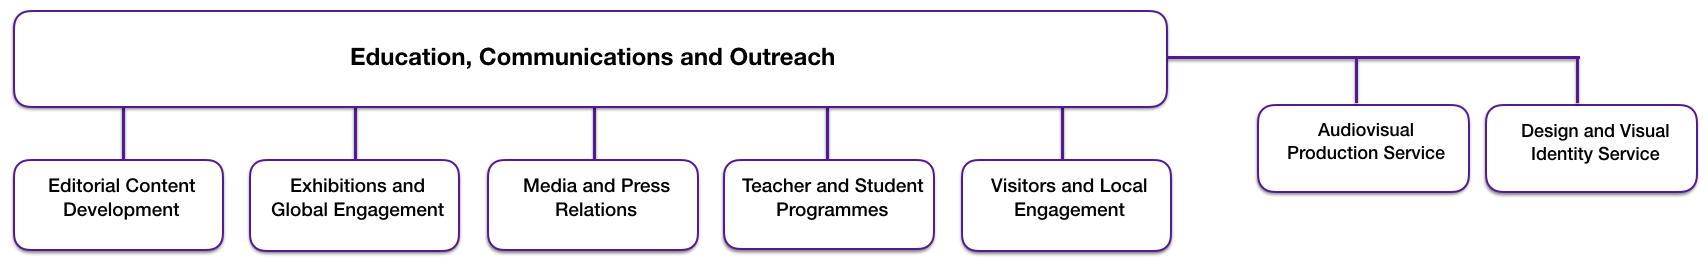 Education, Communications and Outreach
Audiovisual
Production Service
Design and Visual
Identity Service
Editorial Content
Development
Exhibitions and
Global Engagement
Media and Press
Relations
Teacher and Student
Programmes
Visitors and Local
Engagement